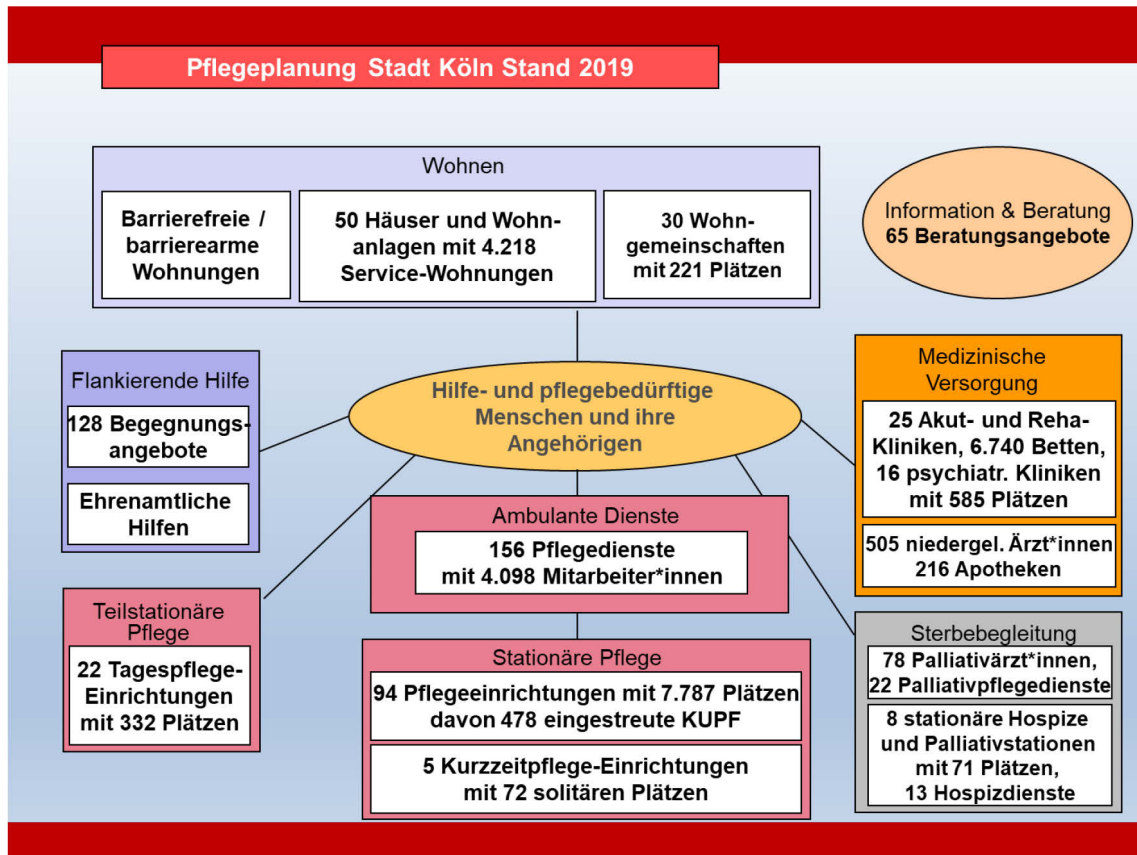 Pflegeplanung Stadt Köln Stand 2019
Wohnen
Barrierefreie /
barrierearme
Wohnungen
50 Häuser und Wohn-
anlagen mit 4.218
Service-Wohnungen
30 Wohn-
gemeinschaften
mit 221 Plätzen
Information & Beratung
65 Beratungsangebote
Flankierende Hilfe
128 Begegnungs-
angebote
Ehrenamtliche
Hilfen
Hilfe- und pflegebedürftige
Menschen und ihre
Angehörigen
Medizinische
Versorgung
25 Akut- und Reha-
Kliniken, 6.740 Betten,
16 psychiatr. Kliniken
mit 585 Plätzen
505 niedergel. Ärzt*innen
216 Apotheken
Ambulante Dienste
156 Pflegedienste
mit 4.098 Mitarbeiter*innen
Teilstationäre
Pflege
22 Tagespflege-
Einrichtungen
mit 332 Plätzen
Stationäre Pflege
94 Pflegeeinrichtungen mit 7.787 Plätzen
davon 478 eingestreute KUPF
5 Kurzzeitpflege-Einrichtungen
mit 72 solitären Plätzen
Sterbebegleitung
78 Palliativärzt*innen,
22 Palliativpflegedienste
8 stationäre Hospize
und Palliativstationen
mit 71 Plätzen,
13 Hospizdienste